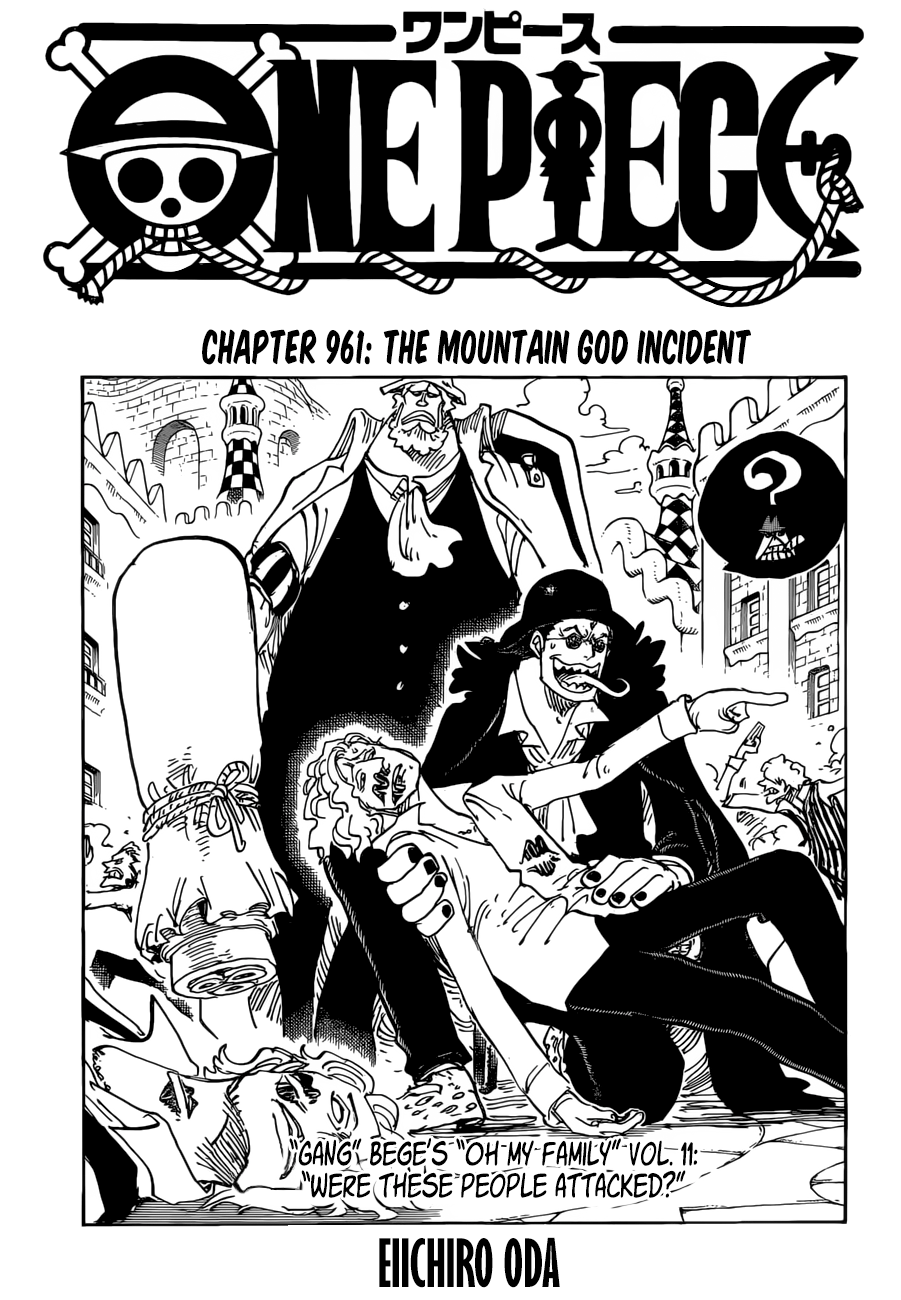 ワンピース
ONE PIECE
CHAPTER 961: THE MOUNTAIN GOD INCIDENT
?
"GANG" BEGE'S "OH MY FAMILY" VOL. 11:
"WERE THESE PEOPLE ATTACKED?"
EIICHIRO ODA